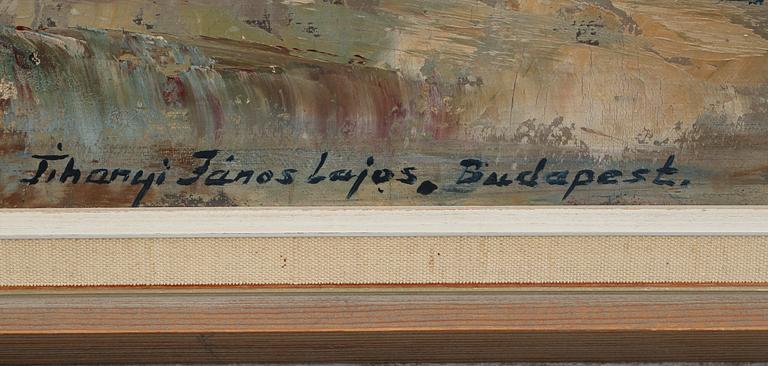 Tihanyi János Lajos. Budapest.